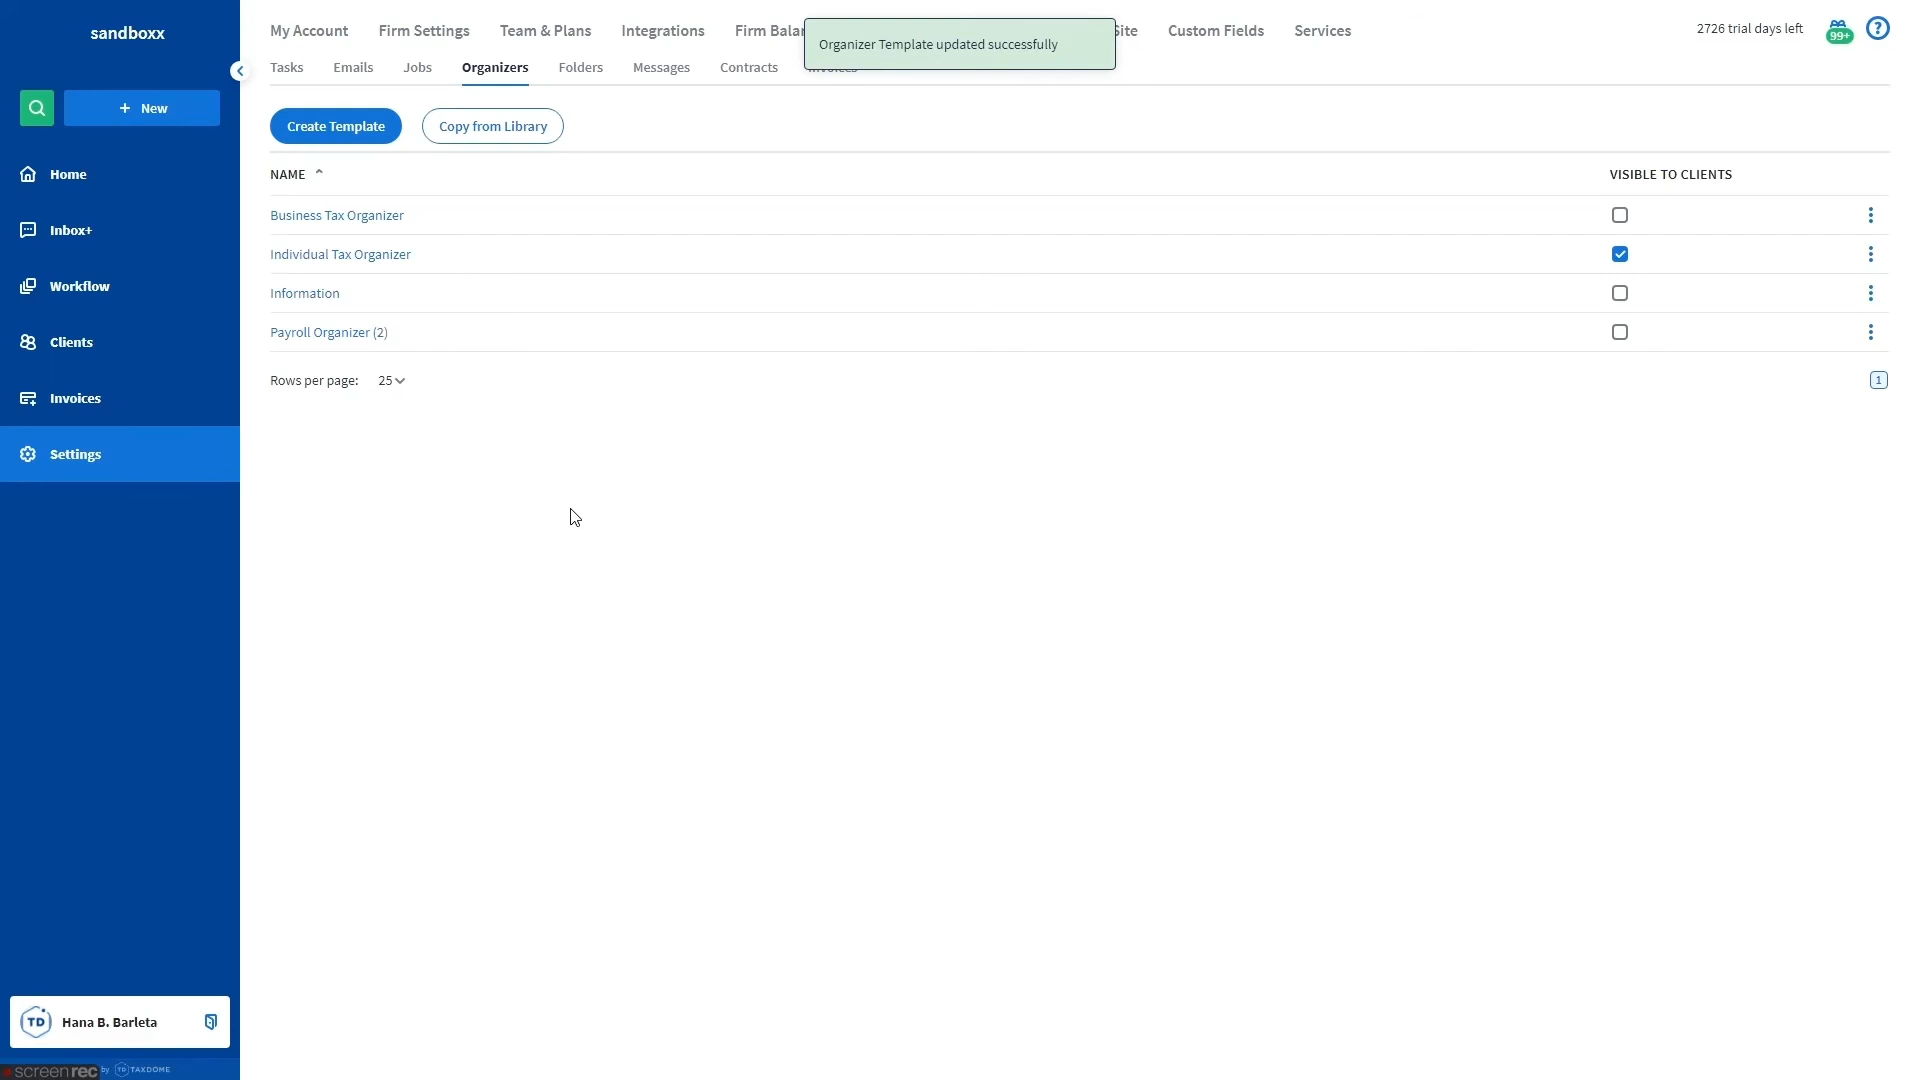 sandboxx
New
Home
Inbox+
Workflow
Clients
Invoices
Settings
TD Hana B. Barleta
screenrec by TD TAXDOME
My Account Firm Settings Team & Plans Integrations Firm Balan Site Custom Fields Services
Organizer Template updated successfully
2726 trial days left
99+
?
Tasks Emails Jobs Organizers Folders Messages Contracts Invoices
Create Template Copy from Library
NAME VISIBLE TO CLIENTS
Business Tax Organizer
Individual Tax Organizer
Information
Payroll Organizer (2)
Rows per page: 25 1